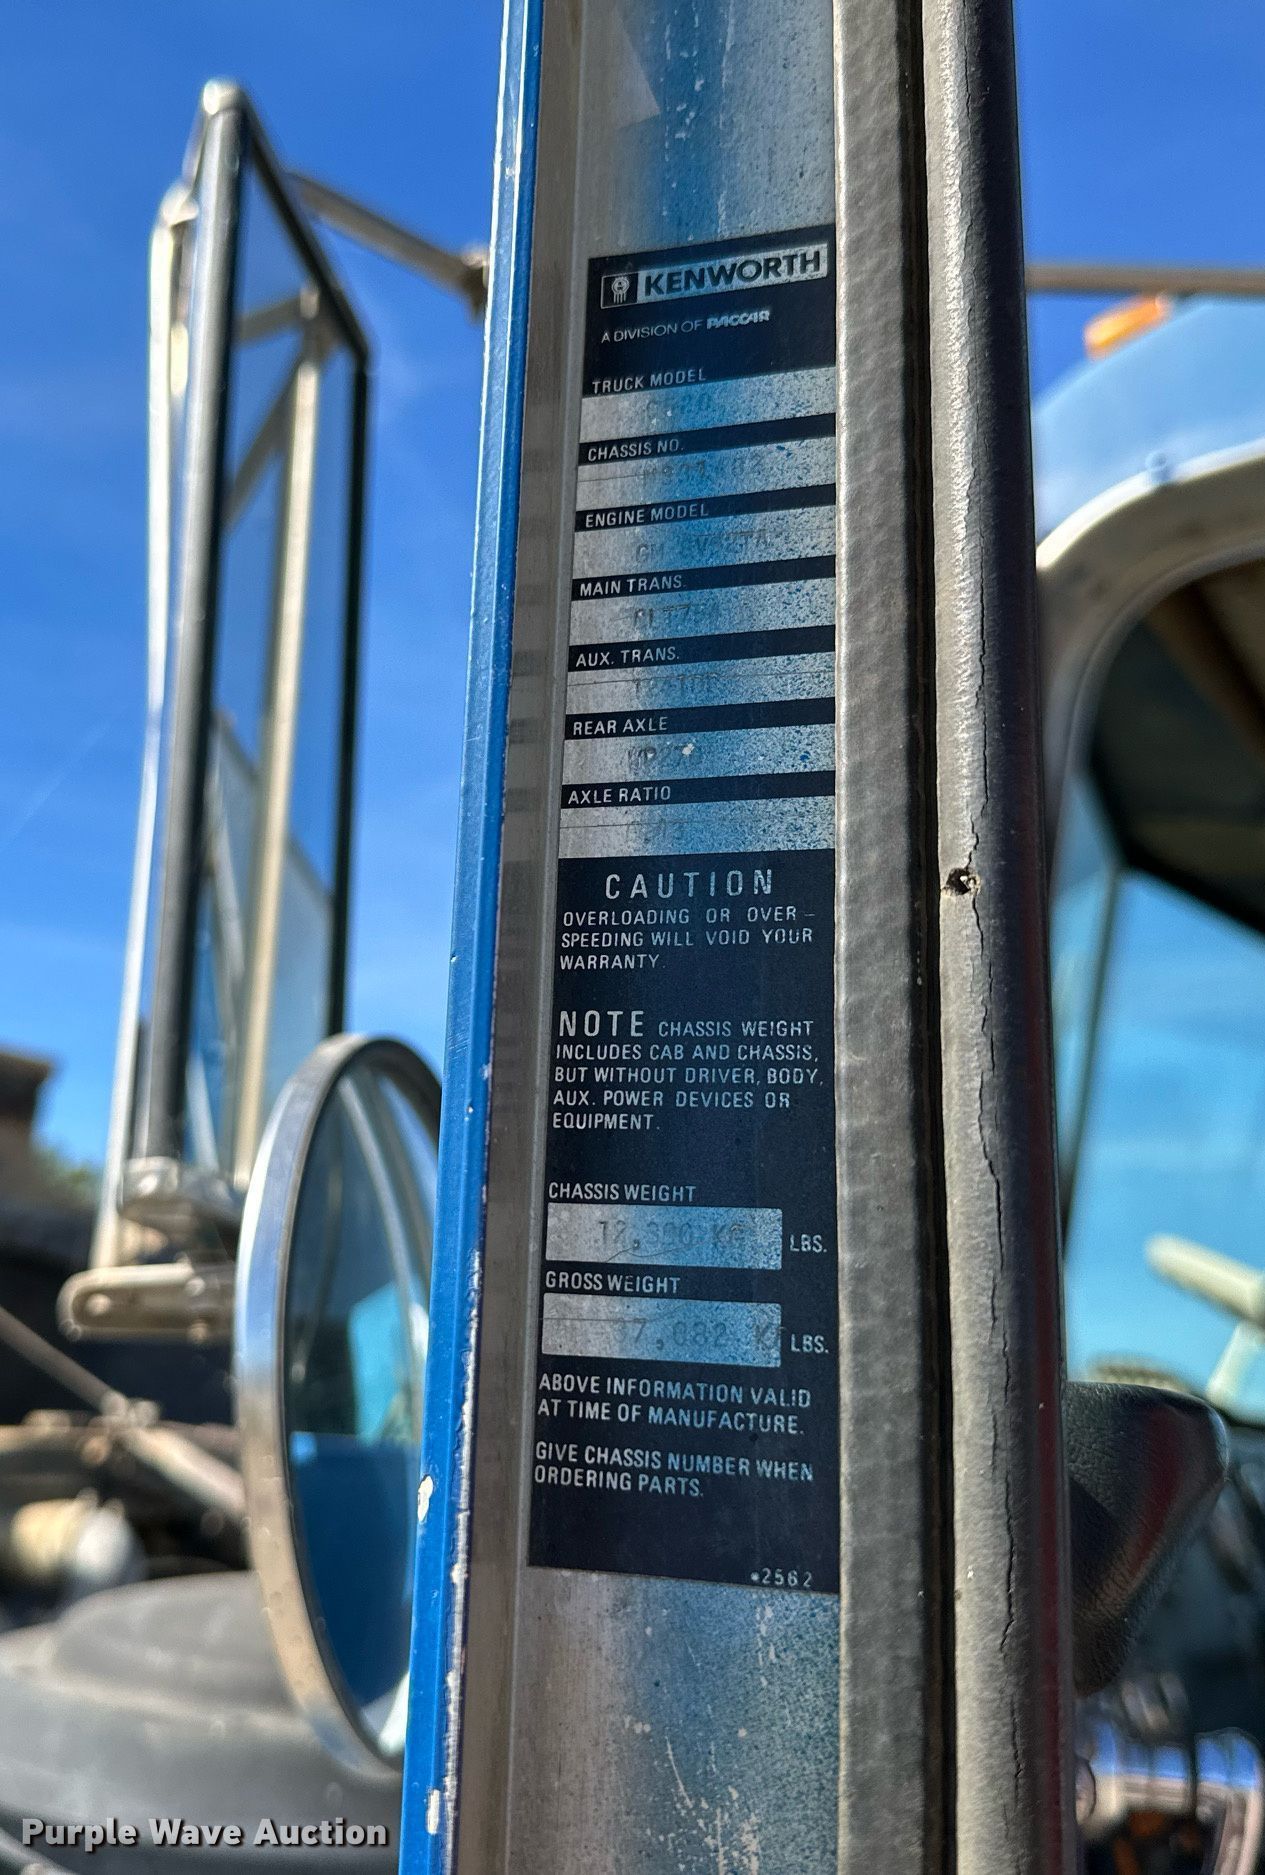 KENWORTH
A DIVISION OF PACCAR
TRUCK MODEL
CHASSIS NO.
ENGINE MODEL
GM
MAIN TRANS.
AUX. TRANS.
REAR AXLE
AXLE RATIO
CAUTION
OVERLOADING OR OVER –
SPEEDING WILL VOID YOUR
WARRANTY.
NOTE CHASSIS WEIGHT
INCLUDES CAB AND CHASSIS,
BUT WITHOUT DRIVER, BODY,
AUX. POWER DEVICES OR
EQUIPMENT.
CHASSIS WEIGHT
LBS.
GROSS WEIGHT
LBS.
ABOVE INFORMATION VALID
AT TIME OF MANUFACTURE.
GIVE CHASSIS NUMBER WHEN
ORDERING PARTS.
•2562
Purple Wave Auction